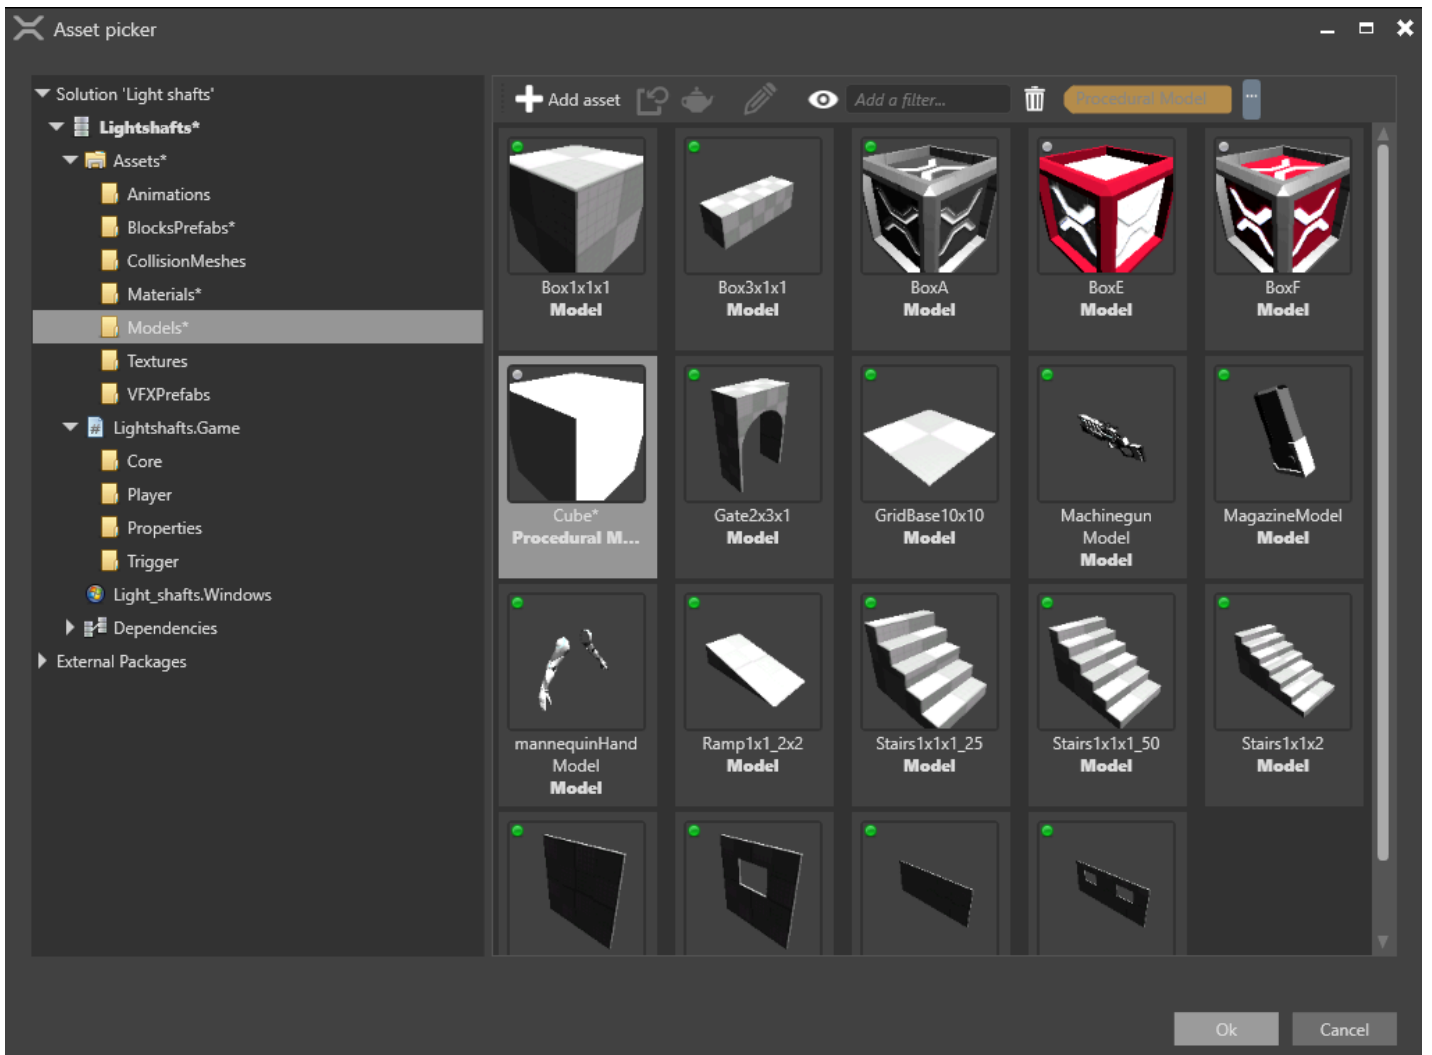 Asset picker
Solution 'Light shafts'
Lightshafts*
Assets*
Animations
BlocksPrefabs*
CollisionMeshes
Materials*
Models*
Textures
VFXPrefabs
Lightshafts.Game
Core
Player
Properties
Trigger
Light_shafts.Windows
Dependencies
External Packages
Add asset
Add a filter...
Procedural Model
...
Box1x1x1
Model
Box3x1x1
Model
BoxA
Model
BoxE
Model
BoxF
Model
Cube*
Procedural M...
Gate2x3x1
Model
GridBase10x10
Model
Machinegun
Model
Model
MagazineModel
Model
mannequinHand
Model
Model
Ramp1x1_2x2
Model
Stairs1x1x1_25
Model
Stairs1x1x1_50
Model
Stairs1x1x2
Model
Ok
Cancel